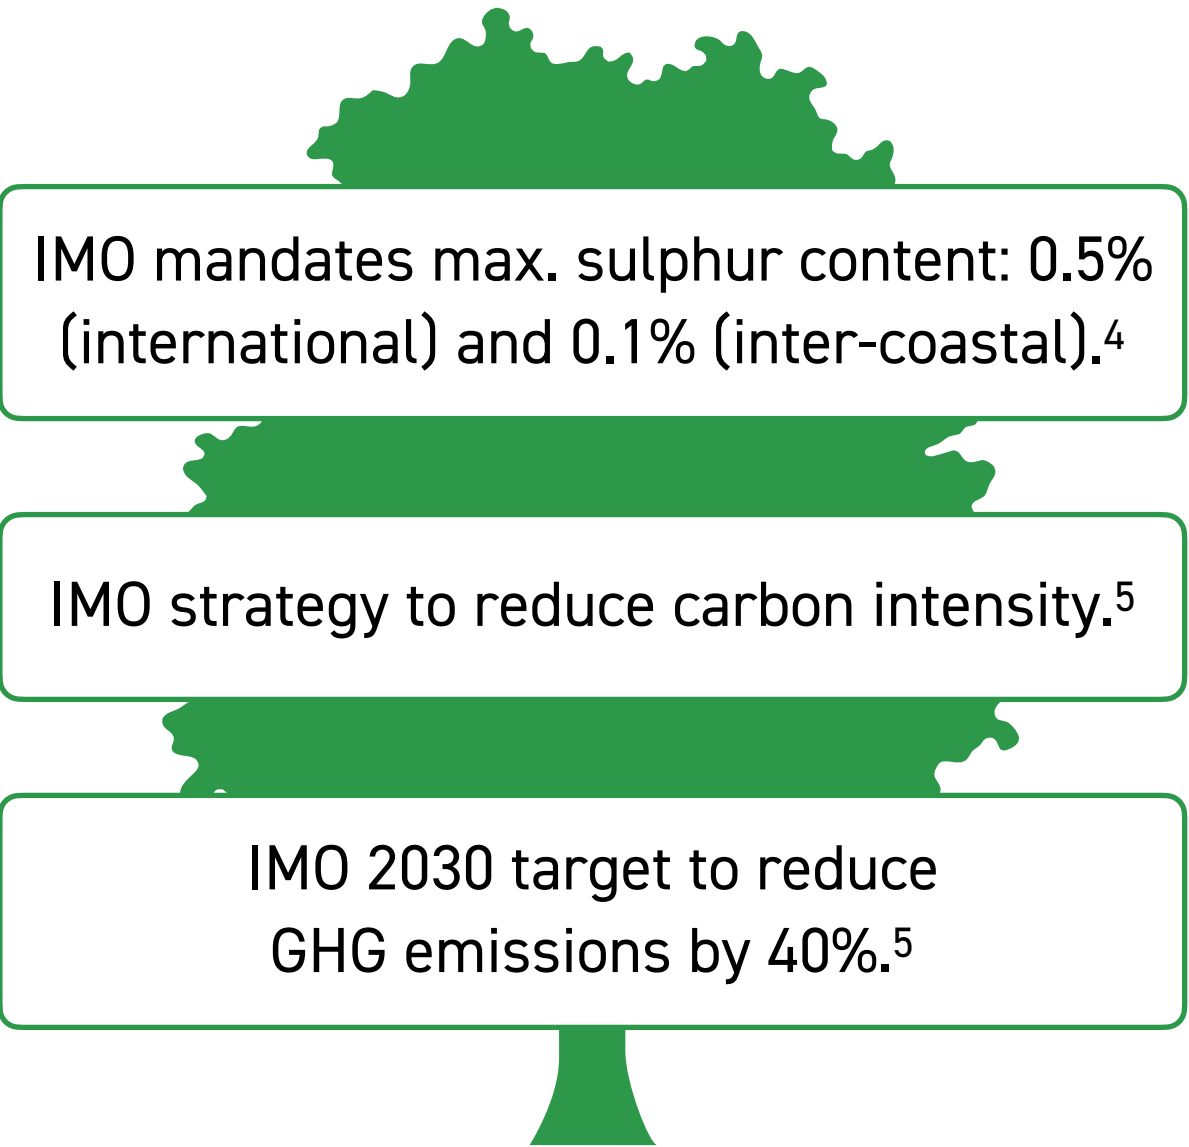 IMO mandates max. sulphur content: 0.5%
(international) and 0.1% (inter-coastal).⁴
IMO strategy to reduce carbon intensity.⁵
IMO 2030 target to reduce
GHG emissions by 40%.⁵